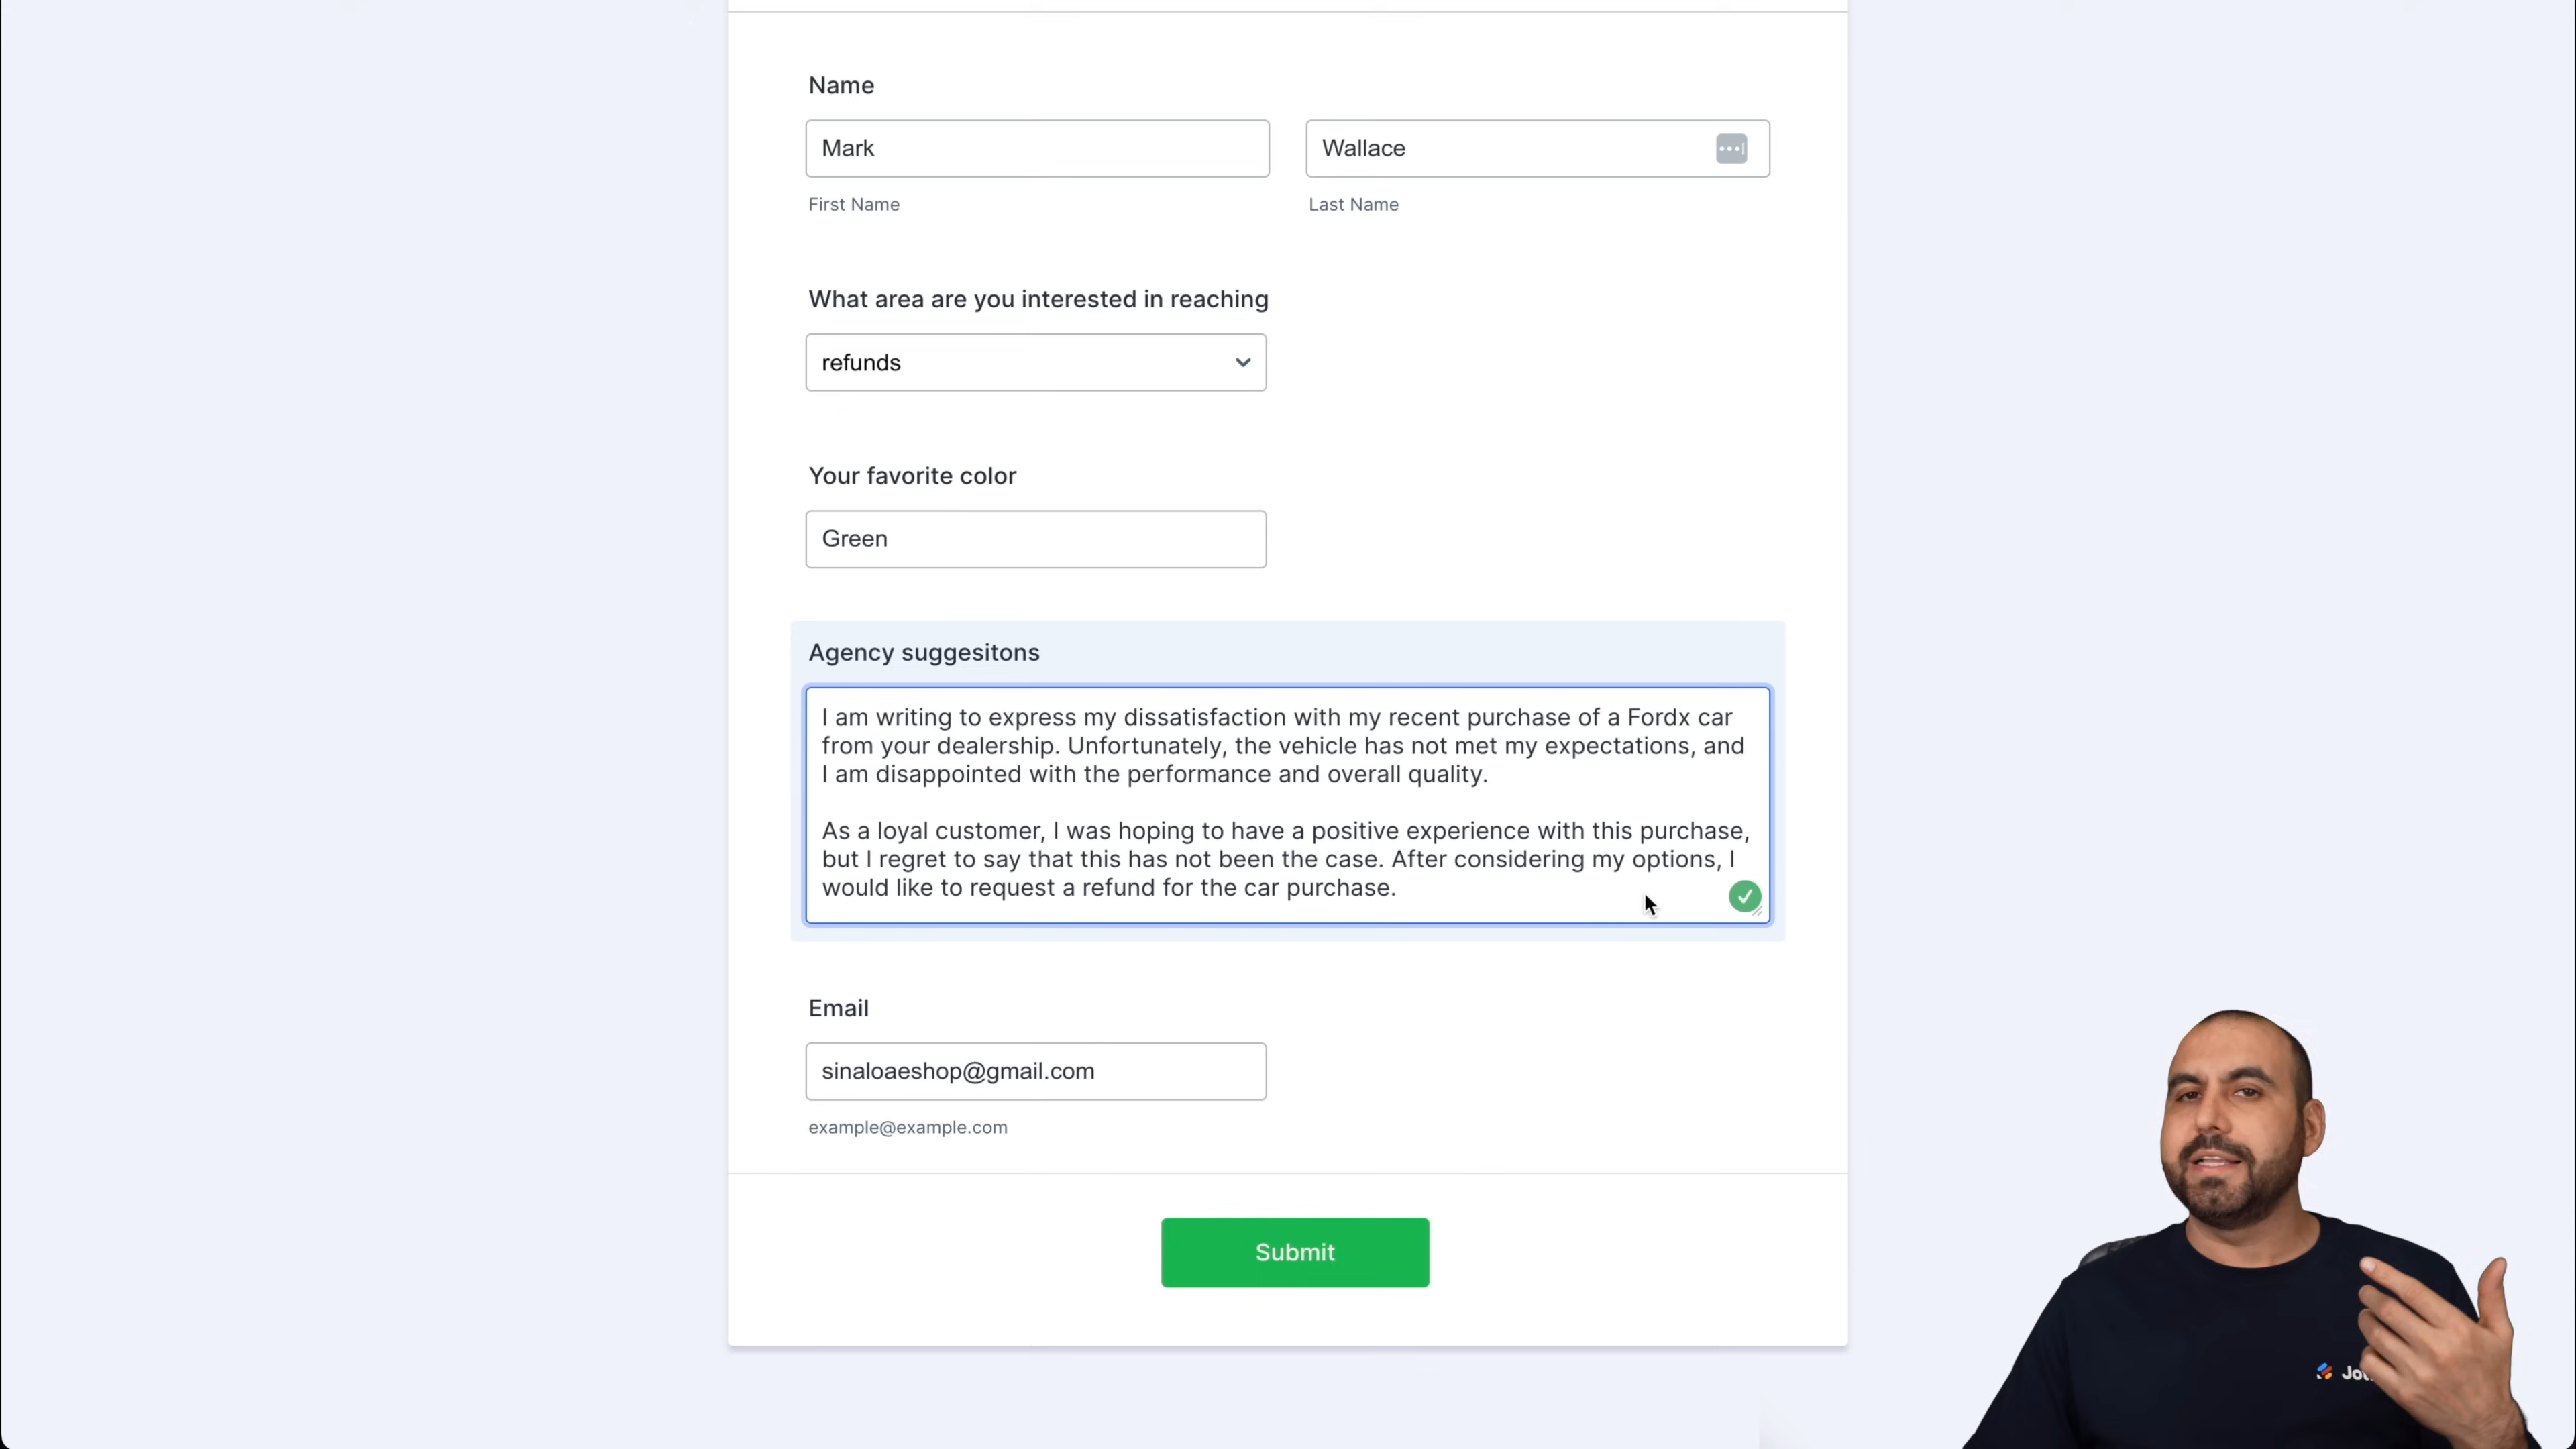 Name
Mark
Wallace
First Name
Last Name
What area are you interested in reaching
refunds
Your favorite color
Green
Agency suggesitons
I am writing to express my dissatisfaction with my recent purchase of a Fordx car
from your dealership. Unfortunately, the vehicle has not met my expectations, and
I am disappointed with the performance and overall quality.
As a loyal customer, I was hoping to have a positive experience with this purchase,
but I regret to say that this has not been the case. After considering my options, I
would like to request a refund for the car purchase.
Email
sinaloaeshop@gmail.com
example@example.com
Submit